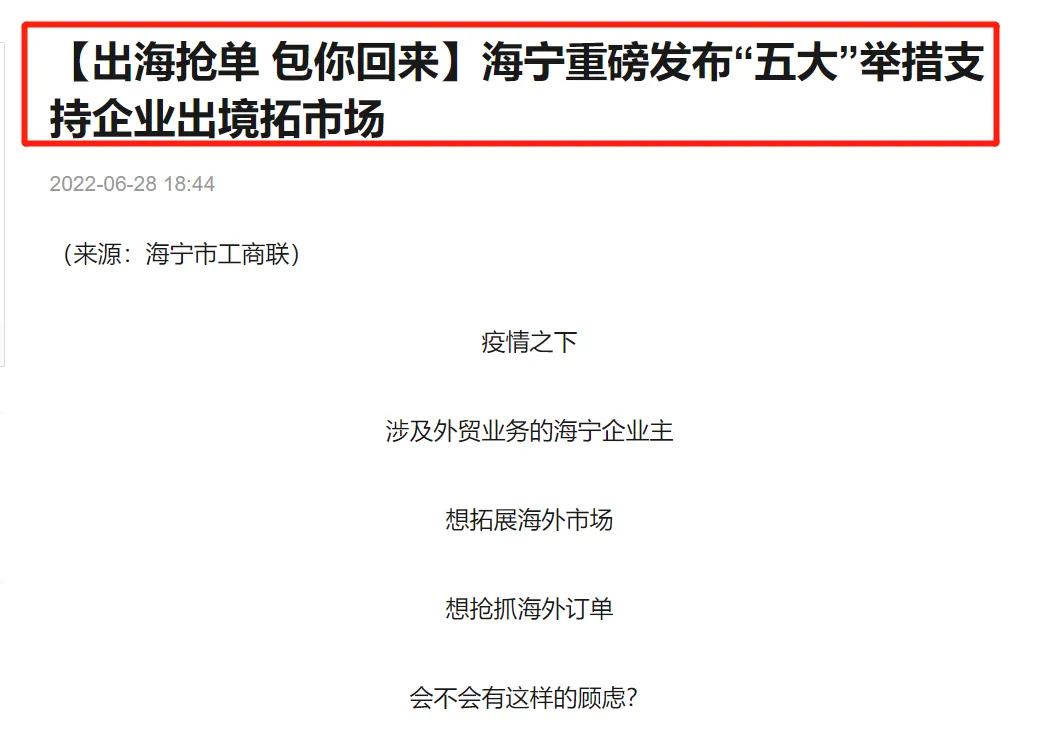 【出海抢单 包你回来】海宁重磅发布“五大”举措支
持企业出境拓市场
2022-06-28 18:44
（来源：海宁市工商联）
疫情之下
涉及外贸业务的海宁企业主
想拓展海外市场
想抢抓海外订单
会不会有这样的顾虑？